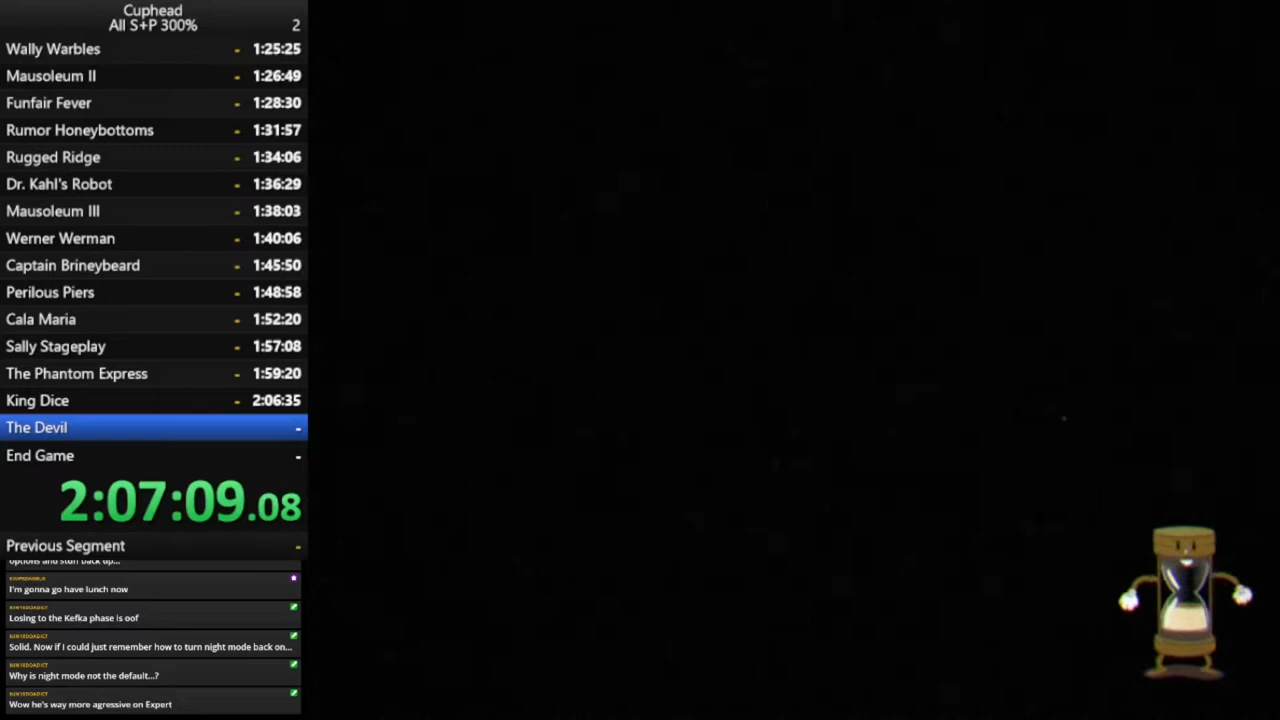 Cuphead
All S+P 300% 2
Wally Warbles - 1:25:25
Mausoleum II - 1:26:49
Funfair Fever - 1:28:30
Rumor Honeybottoms - 1:31:57
Rugged Ridge - 1:34:06
Dr. Kahl's Robot - 1:36:29
Mausoleum III - 1:38:03
Werner Werman - 1:40:06
Captain Brineybeard - 1:45:50
Perilous Piers - 1:48:58
Cala Maria - 1:52:20
Sally Stageplay - 1:57:08
The Phantom Express - 1:59:20
King Dice - 2:06:35
The Devil -
End Game -
2:07:09.08
Previous Segment -
options and stuff back up...
I'm gonna go have lunch now
Losing to the Kefka phase is oof
Solid. Now if I could just remember how to turn night mode back on...
Why is night mode not the default...?
Wow he's way more agressive on Expert